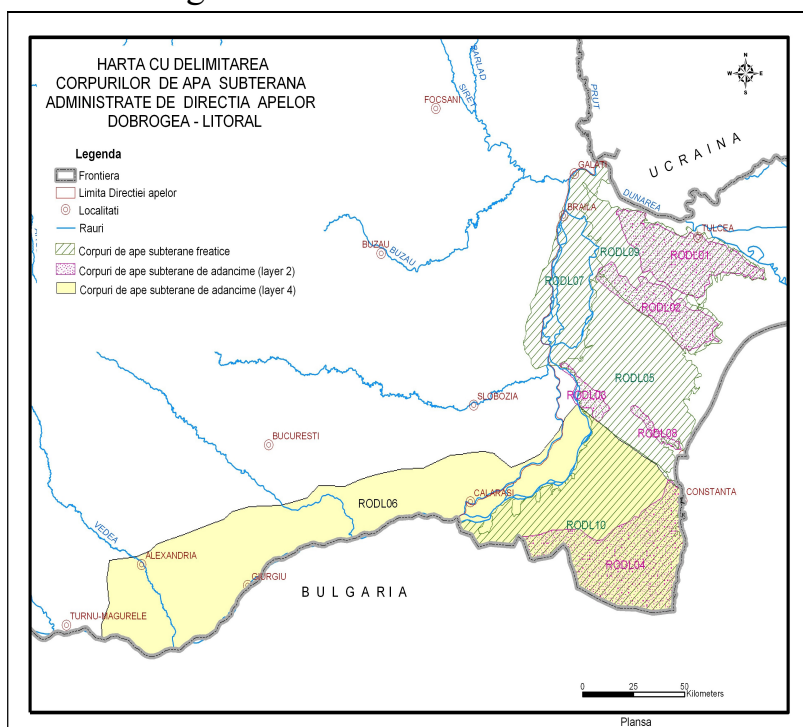 HARTA CU DELIMITAREA
CORPURILOR DE APA SUBTERANA
ADMINISTRATE DE DIRECTIA APELOR
DOBROGEA - LITORAL
Legenda
Frontiera
Limita Directiei apelor
Localitati
Rauri
Corpuri de ape subterane freatice
Corpuri de ape subterane de adancime (layer 2)
Corpuri de ape subterane de adancime (layer 4)
N
W E
S
BARLAD
SIRET
FOCSANI
PRUT
UCRAINA
GALATI
DUNAREA
BRAILA
TULCEA
BUZAU
BUZAU
RODL09
RODL01
RODL07
RODL02
RODL05
RODL03
SLOBOZIA
RODL08
BUCURESTI
CALARASI
CONSTANTA
RODL06
RODL10
VEDEA
ALEXANDRIA
RODL04
GIURGIU
BULGARIA
TURNU-MAGURELE
0 25 50
Kilometers
Plansa